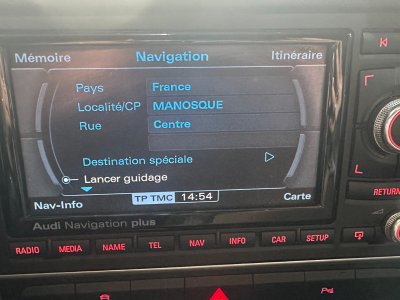 Mémoire Navigation Itinéraire
Pays France
Localité/CP MANOSQUE
Rue Centre
Destination spéciale
Lancer guidage
Nav-Info TP TMC 14:54 Carte
Audi Navigation plus
RETURN
RADIO MEDIA NAME TEL NAV INFO CAR SETUP